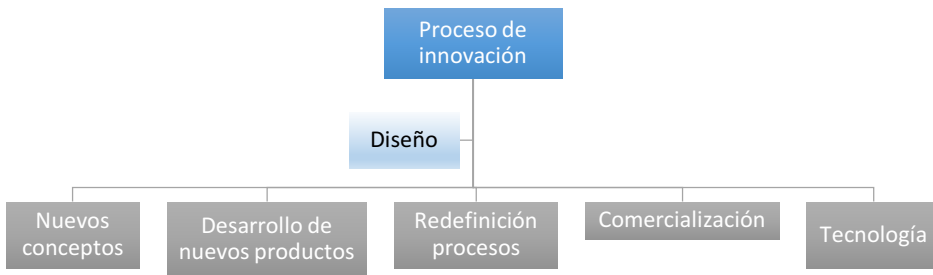 Proceso de
innovación
Diseño
Nuevos
conceptos
Desarrollo de
nuevos productos
Redefinición
procesos
Comercialización
Tecnología